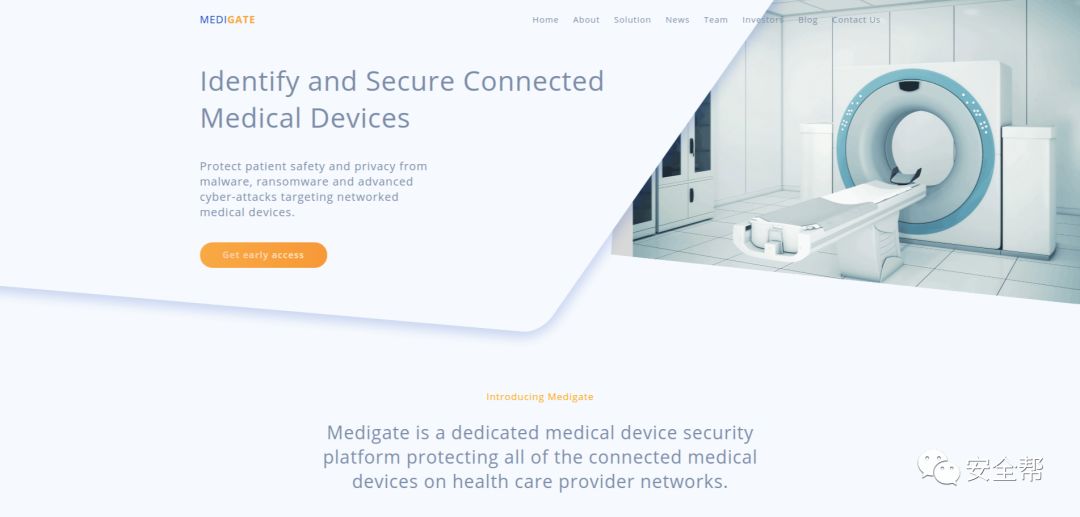 MEDIGATE
Home About Solution News Team Investors Blog Contact Us
Identify and Secure Connected
Medical Devices
Protect patient safety and privacy from
malware, ransomware and advanced
cyber-attacks targeting networked
medical devices.
Get early access
Introducing Medigate
Medigate is a dedicated medical device security
platform protecting all of the connected medical
devices on health care provider networks.
安全帮